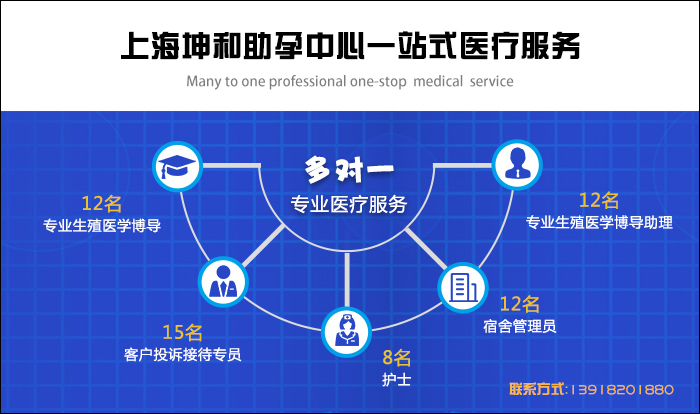 上海坤和助孕中心一站式医疗服务
Many to one professional one-stop medical service
多对一
专业医疗服务
12名
专业生殖医学博导
12名
专业生殖医学博导助理
15名
客户投诉接待专员
12名
宿舍管理员
8名
护士
联系方式:13918201880